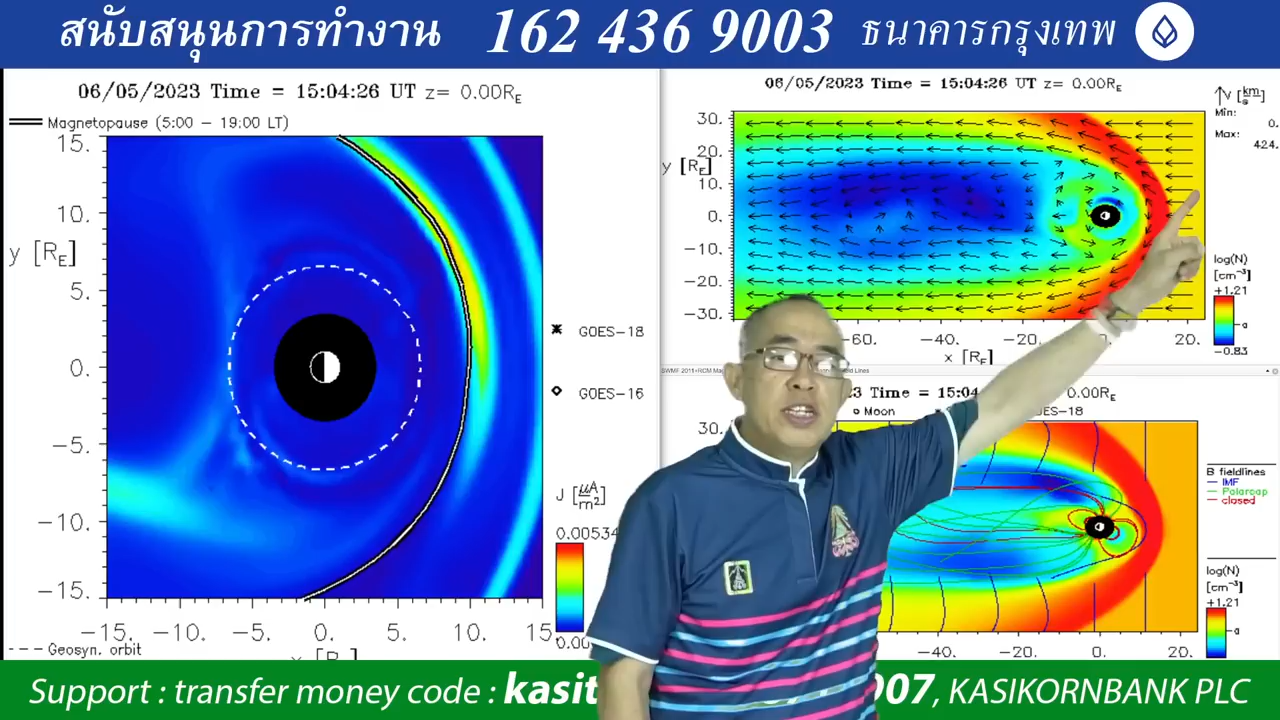 สนับสนุนการทำงาน 162 436 9003 ธนาคารกรุงเทพ
06/05/2023 Time = 15:04:26 UT z= 0.00RE
Magnetopause (5:00 – 19:00 LT)
15.
10.
5.
0.
−5.
−10.
−15.
y [RE]
−15. −10. −5. 0. 5. 10. 15
Geosyn. orbit
GOES−18
GOES−16
J [μA/m2]
0.00534
0.00
06/05/2023 Time = 15:04:26 UT z= 0.00RE
V [km/s]
Min:
0.
Max:
424.
30.
20.
10.
0.
−10.
−20.
−30.
y [RE]
−60. −40. −20. 0. 20.
x [RE]
log(N)
[cm−3]
+1.21
−0.83
23 Time = 15:04 0.00RE
Moon OES−18
30.
B fieldlines
IMF
Polarcap
closed
log(N)
[cm−3]
+1.21
−40. −20. 0. 20.
Support : transfer money code : kasit 007, KASIKORNBANK PLC